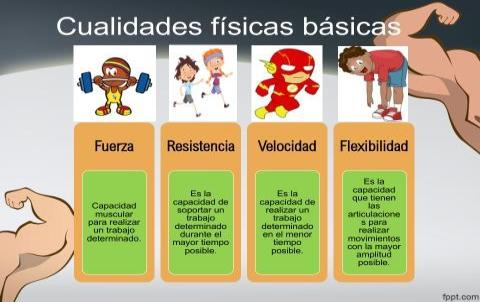 Cualidades físicas básicas
Fuerza
Capacidad
muscular
para realizar
un trabajo
determinado.
Resistencia
Es la
capacidad de
soportar un
trabajo
determinado
durante el
mayor tiempo
posible.
Velocidad
Es la
capacidad de
realizar un
trabajo
determinado
en el menor
tiempo
posible.
Flexibilidad
Es la
capacidad
que tienen
las
articulacione
s para
realizar
movimientos
con la mayor
amplitud
posible.
fppt.com